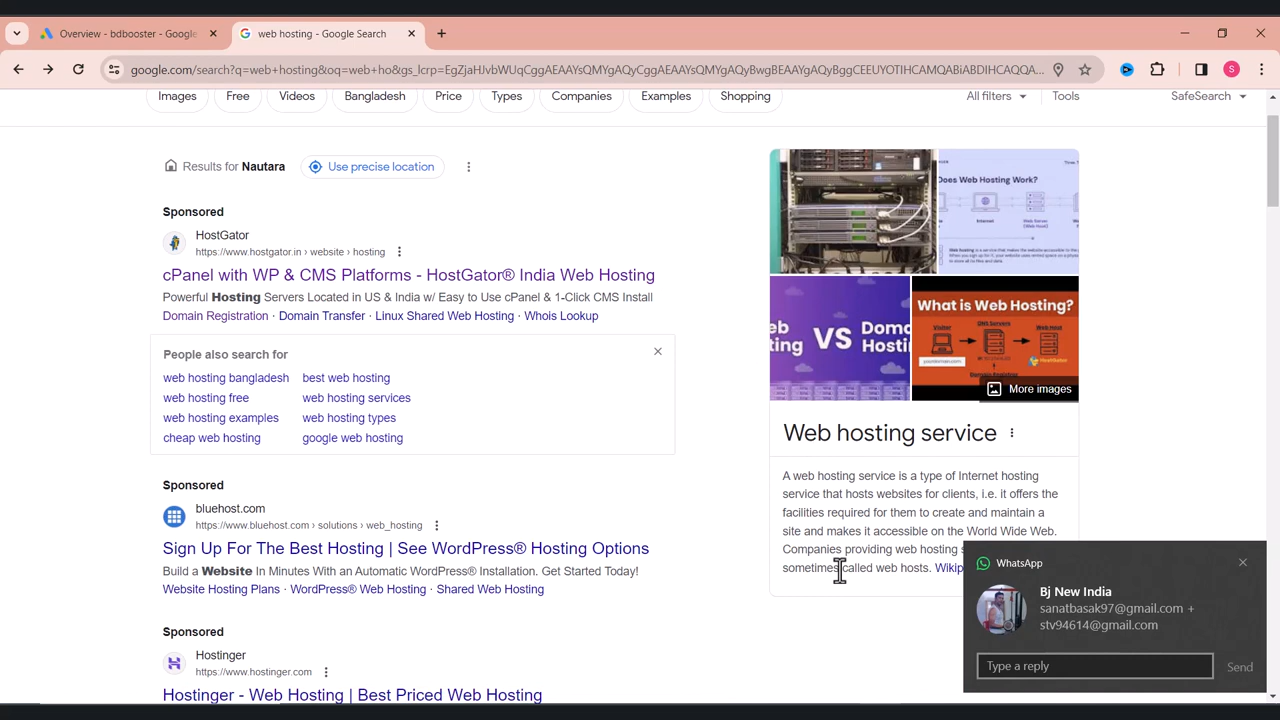 Overview - bdbooster - Google
web hosting - Google Search
google.com/search?q=web+hosting&oq=web+ho&gs_lcrp=EgZjaHJvbWUqCggAEAAYsQMYgAQyCggAEAAYsQMYgAQyBwgBEAAYgAQyBggCEEUYOTIHCAMQABiABDIHCAQQA...
Images Free Videos Bangladesh Price Types Companies Examples Shopping All filters Tools SafeSearch
Results for Nautara Use precise location
Sponsored
HostGator
https://www.hostgator.in › website › hosting
cPanel with WP & CMS Platforms - HostGator® India Web Hosting
Powerful Hosting Servers Located in US & India w/ Easy to Use cPanel & 1-Click CMS Install
Domain Registration · Domain Transfer · Linux Shared Web Hosting · Whois Lookup
People also search for
web hosting bangladesh best web hosting
web hosting free web hosting services
web hosting examples web hosting types
cheap web hosting google web hosting
Sponsored
bluehost.com
https://www.bluehost.com › solutions › web_hosting
Sign Up For The Best Hosting | See WordPress® Hosting Options
Build a Website In Minutes With an Automatic WordPress® Installation. Get Started Today!
Website Hosting Plans · WordPress® Web Hosting · Shared Web Hosting
Sponsored
Hostinger
https://www.hostinger.com
Hostinger - Web Hosting | Best Priced Web Hosting
Does Web Hosting Work?
Internet
VS
What is Web Hosting?
Visitor
DNS Servers
Web Host
HostGator
More images
Web hosting service
A web hosting service is a type of Internet hosting
service that hosts websites for clients, i.e. it offers the
facilities required for them to create and maintain a
site and makes it accessible on the World Wide Web.
Companies providing web hosting s
sometimes called web hosts. Wikip
WhatsApp
Bj New India
sanatbasak97@gmail.com +
stv94614@gmail.com
Type a reply
Send
S